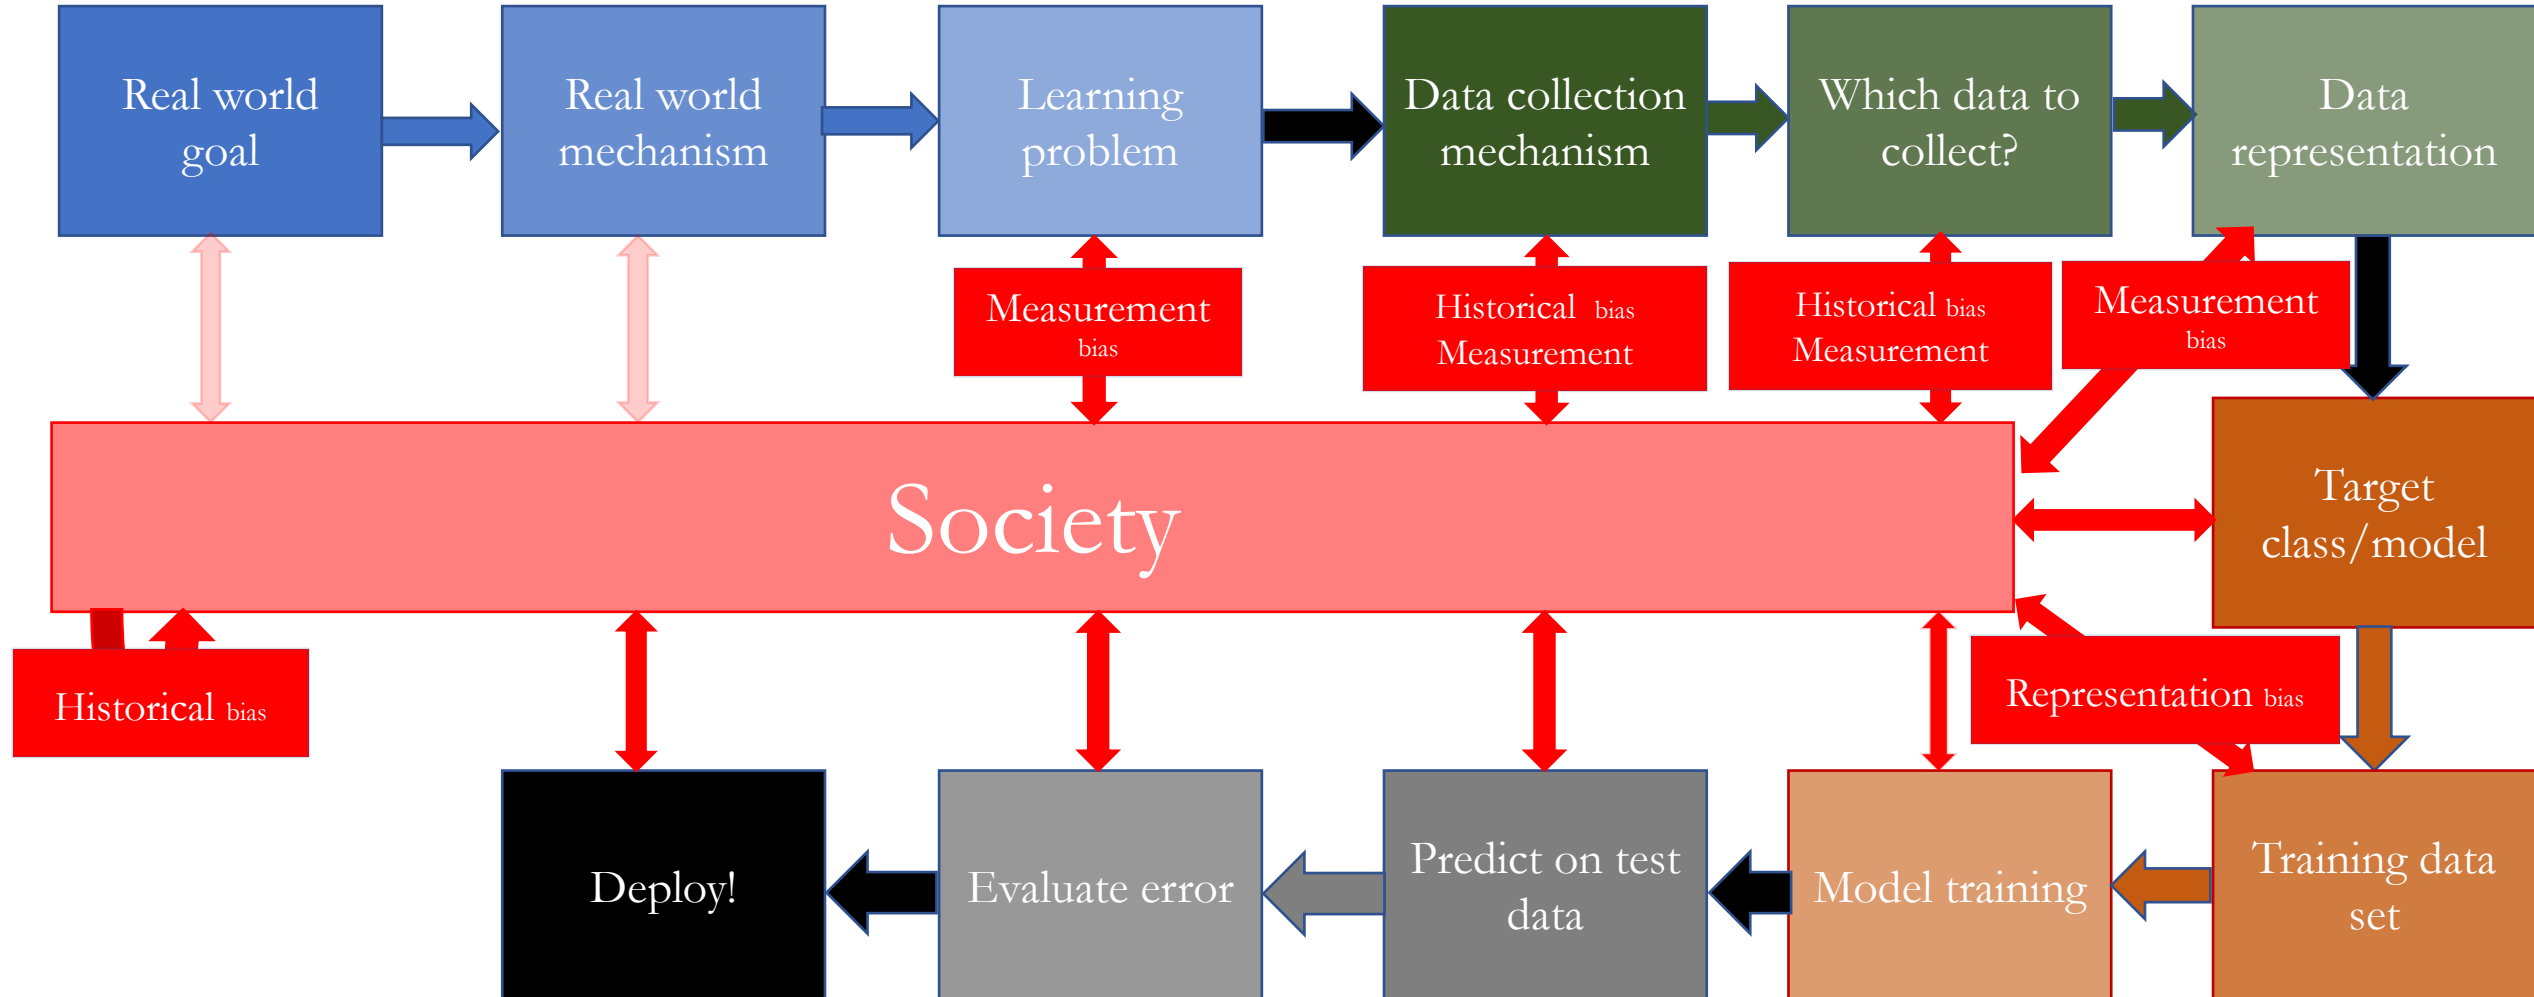 Real world
goal
Real world
mechanism
Learning
problem
Data collection
mechanism
Which data to
collect?
Data
representation
Measurement
bias
Historical bias
Measurement
Historical bias
Measurement
Measurement
bias
Society
Target
class/model
Historical bias
Representation bias
Deploy!
Evaluate error
Predict on test
data
Model training
Training data
set